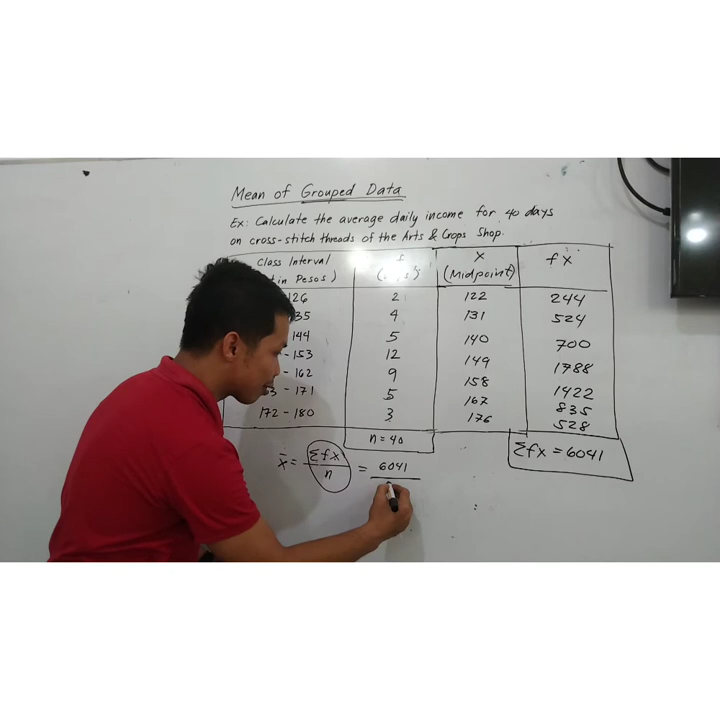 Mean of Grouped Data
Ex: Calculate the average daily income for 40 days
on cross-stitch threads of the Arts & Crops Shop.
Class Interval f X fX
in Pesos) (Midpoint)
126 2 122 244
35 4 131 524
144 5 140 700
- 153 12 149 1788
- 162 9 158 1422
- 171 5 167 835
172 - 180 3 176 528
n = 40 Σfx = 6041
x̄ = Σfx / n = 6041